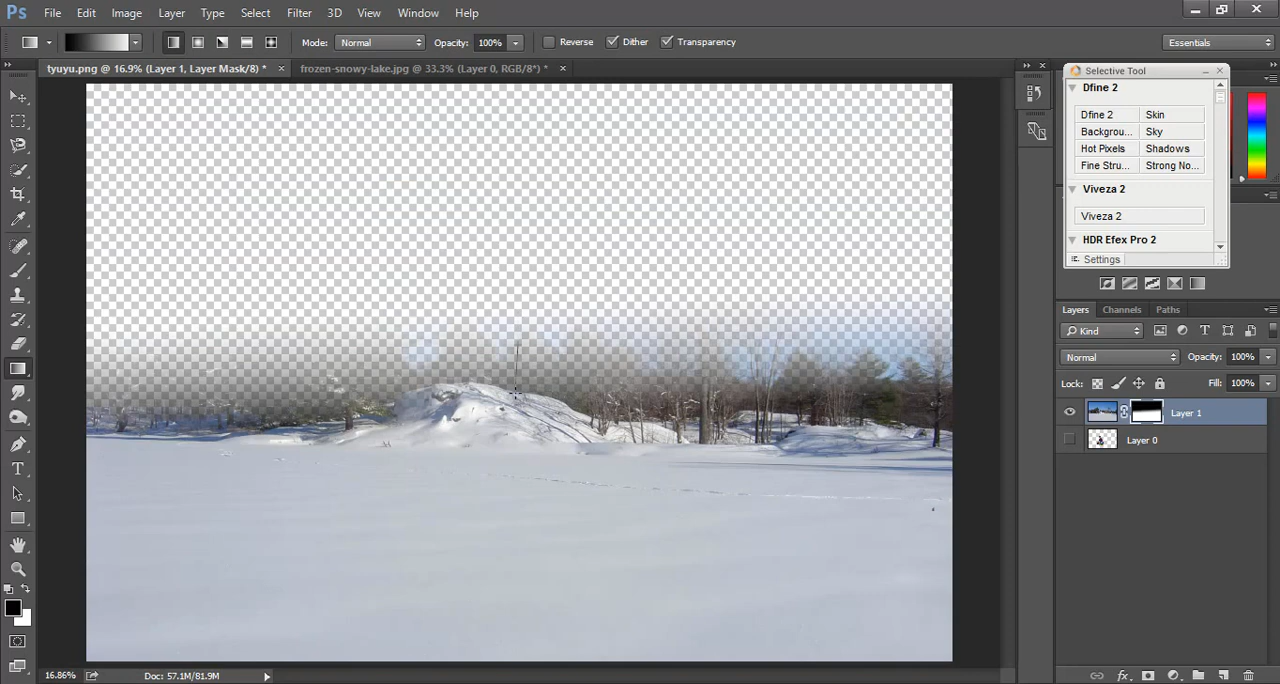 Ps File Edit Image Layer Type Select Filter 3D View Window Help
Mode: Normal Opacity: 100% Reverse Dither Transparency Essentials
tyuyu.png @ 16.9% (Layer 1, Layer Mask/8) * × frozen-snowy-lake.jpg @ 33.3% (Layer 0, RGB/8*) * ×
Selective Tool
Dfine 2
Dfine 2 Skin
Backgrou... Sky
Hot Pixels Shadows
Fine Stru... Strong No...
Viveza 2
Viveza 2
HDR Efex Pro 2
Settings
Layers Channels Paths
Kind
Normal Opacity: 100%
Lock: Fill: 100%
Layer 1
Layer 0
16.86% Doc: 57.1M/81.9M